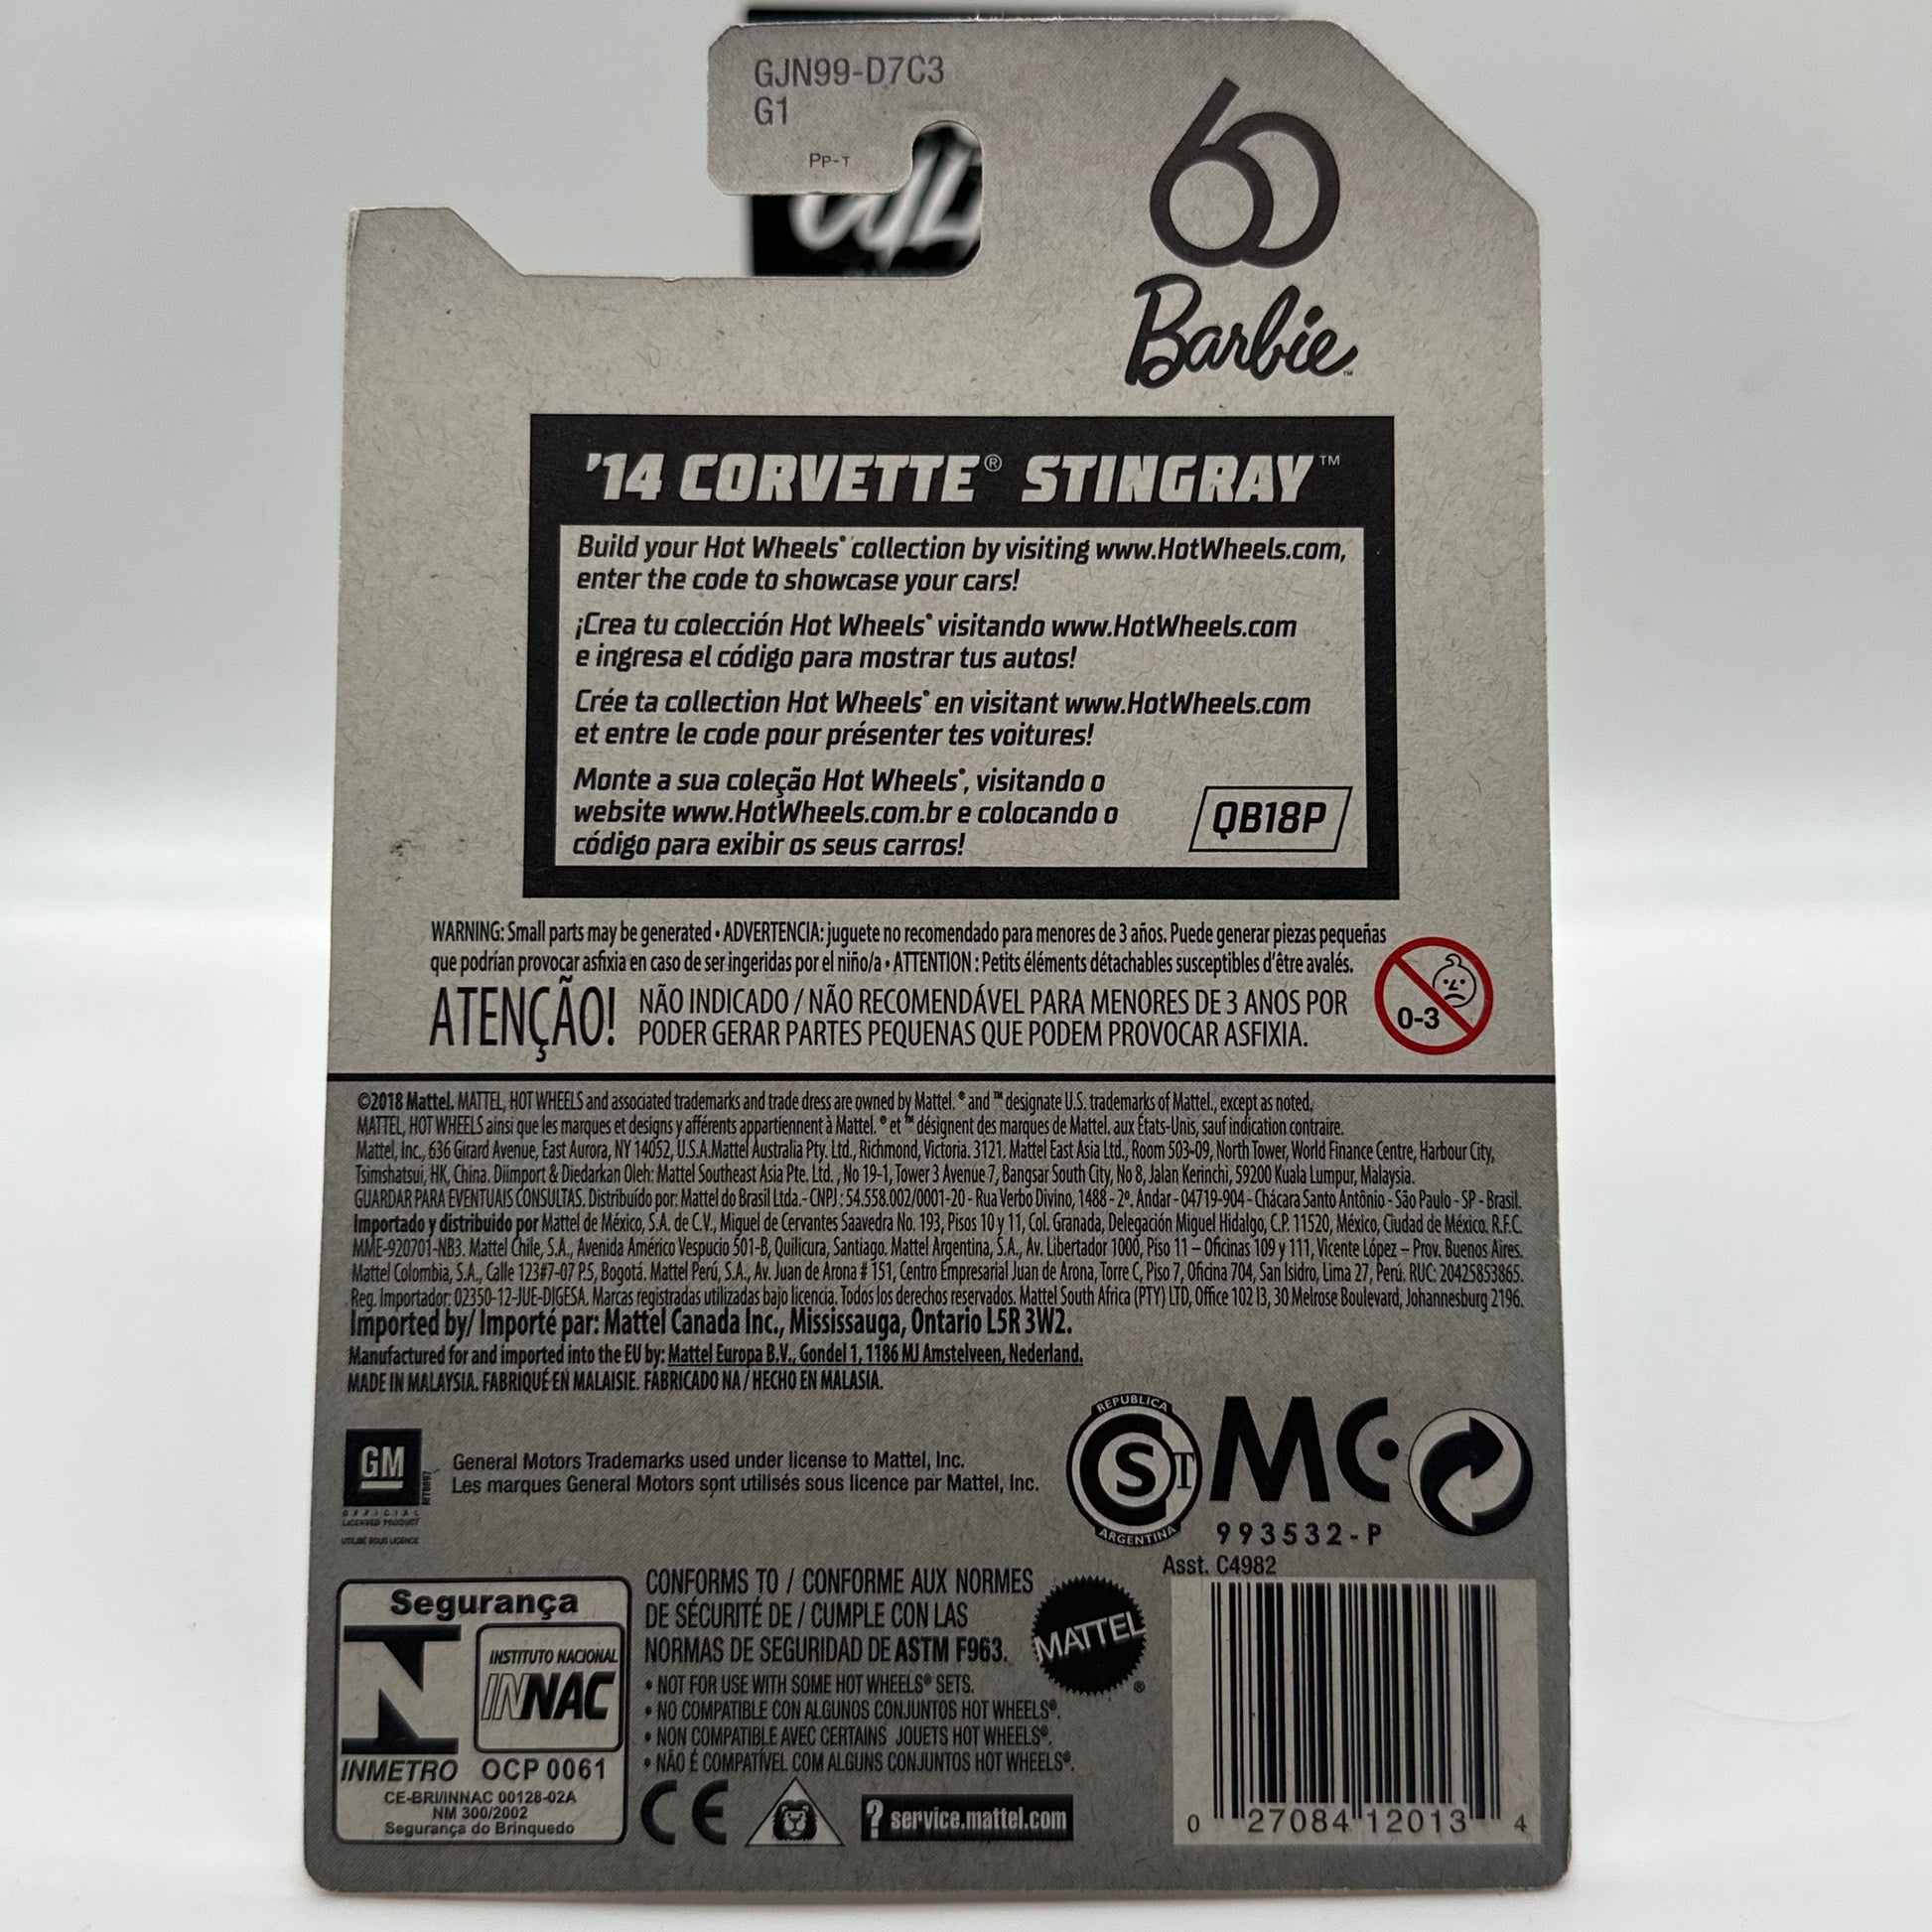 GJN99-D7C3
G1
PP-T
60
Barbie™
'14 CORVETTE® STINGRAY™
Build your Hot Wheels® collection by visiting www.HotWheels.com,
enter the code to showcase your cars!
¡Crea tu colección Hot Wheels® visitando www.HotWheels.com
e ingresa el código para mostrar tus autos!
Crée ta collection Hot Wheels® en visitant www.HotWheels.com
et entre le code pour présenter tes voitures!
Monte a sua coleção Hot Wheels®, visitando o
website www.HotWheels.com.br e colocando o
código para exibir os seus carros!
QB18P
WARNING: Small parts may be generated • ADVERTENCIA: juguete no recomendado para menores de 3 años. Puede generar piezas pequeñas
que podrían provocar asfixia en caso de ser ingeridas por el niño/a • ATTENTION : Petits éléments détachables susceptibles d'être avalés.
ATENÇÃO! NÃO INDICADO / NÃO RECOMENDÁVEL PARA MENORES DE 3 ANOS POR
PODER GERAR PARTES PEQUENAS QUE PODEM PROVOCAR ASFIXIA.
0-3
©2018 Mattel. MATTEL, HOT WHEELS and associated trademarks and trade dress are owned by Mattel. ® and ™ designate U.S. trademarks of Mattel., except as noted.
MATTEL, HOT WHEELS ainsi que les marques et designs y afférents appartiennent à Mattel. ® et ™ désignent des marques de Mattel, aux États-Unis, sauf indication contraire.
Mattel, Inc., 636 Girard Avenue, East Aurora, NY 14052, U.S.A.Mattel Australia Pty. Ltd., Richmond, Victoria. 3121. Mattel East Asia Ltd., Room 503-09, North Tower, World Finance Centre, Harbour City,
Tsimshatsui, HK, China. Diimport & Diedarkan Oleh: Mattel Southeast Asia Pte. Ltd. , No 19-1, Tower 3 Avenue 7, Bangsar South City, No 8, Jalan Kerinchi, 59200 Kuala Lumpur, Malaysia.
GUARDAR PARA EVENTUAIS CONSULTAS. Distribuído por: Mattel do Brasil Ltda. - CNPJ : 54.558.002/0001-20 - Rua Verbo Divino, 1488 - 2º. Andar - 04719-904 - Chácara Santo Antônio - São Paulo - SP - Brasil.
Importado y distribuido por Mattel de México, S.A. de C.V., Miguel de Cervantes Saavedra No. 193, Pisos 10 y 11, Col. Granada, Delegación Miguel Hidalgo, C.P. 11520, México, Ciudad de México. R.F.C.
MME-920701-NB3. Mattel Chile, S.A., Avenida Américo Vespucio 501-B, Quilicura, Santiago. Mattel Argentina, S.A., Av. Libertador 1000, Piso 11 – Oficinas 109 y 111, Vicente López – Prov. Buenos Aires.
Mattel Colombia, S.A., Calle 123#7-07 P.5, Bogotá. Mattel Perú, S.A., Av. Juan de Arona # 151, Centro Empresarial Juan de Arona, Torre C, Piso 7, Oficina 704, San Isidro, Lima 27, Perú. RUC: 20425853865.
Reg. Importador: 02350-12-JUE-DIGESA. Marcas registradas utilizadas bajo licencia. Todos los derechos reservados. Mattel South Africa (PTY) LTD, Office 102 I3, 30 Melrose Boulevard, Johannesburg 2196.
Imported by/ Importé par: Mattel Canada Inc., Mississauga, Ontario L5R 3W2.
Manufactured for and imported into the EU by: Mattel Europa B.V., Gondel 1, 1186 MJ Amstelveen, Nederland.
MADE IN MALAYSIA. FABRIQUÉ EN MALAISIE. FABRICADO NA / HECHO EN MALASIA.
GM
OFFICIAL
LICENSED PRODUCT
UTILISÉ SOUS LICENCE
General Motors Trademarks used under license to Mattel, Inc.
Les marques General Motors sont utilisés sous licence par Mattel, Inc.
REPUBLICA
CST
ARGENTINA
MC
993532-P
Asst. C4982
Segurança
INSTITUTO NACIONAL
INNAC
INMETRO OCP 0061
CE-BRI/INNAC 00128-02A
NM 300/2002
Segurança do Brinquedo
CONFORMS TO / CONFORME AUX NORMES
DE SÉCURITÉ DE / CUMPLE CON LAS
NORMAS DE SEGURIDAD DE ASTM F963.
• NOT FOR USE WITH SOME HOT WHEELS® SETS.
• NO COMPATIBLE CON ALGUNOS CONJUNTOS HOT WHEELS®.
• NON COMPATIBLE AVEC CERTAINS JOUETS HOT WHEELS®.
• NÃO É COMPATÍVEL COM ALGUNS CONJUNTOS HOT WHEELS®.
MATTEL®
CE
? service.mattel.com
0 27084 12013 4